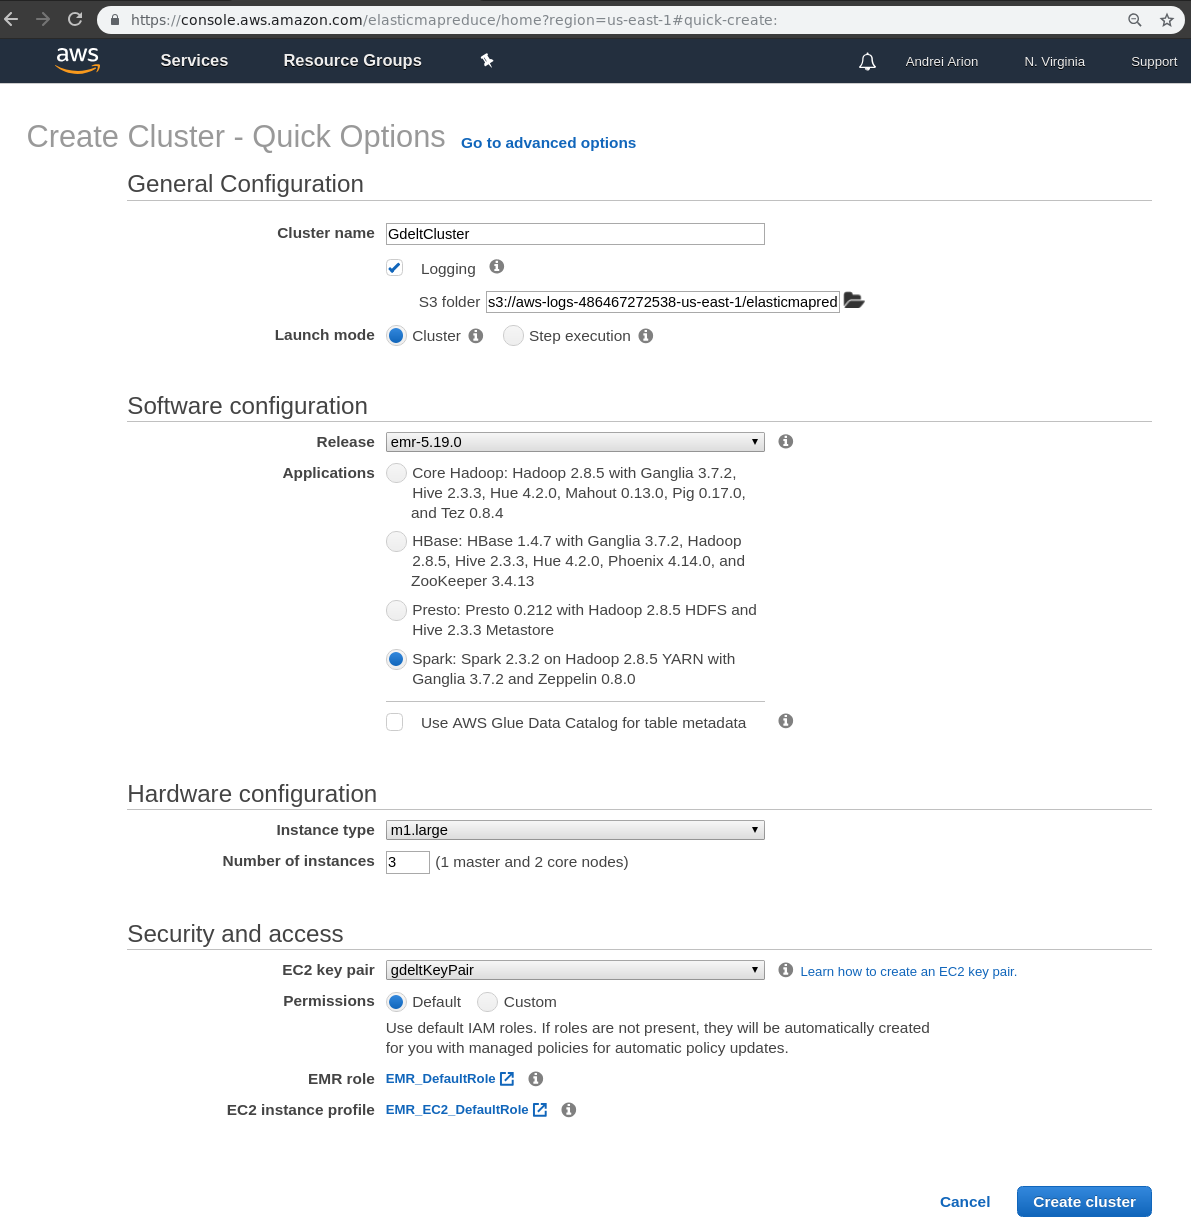 https://console.aws.amazon.com/elasticmapreduce/home?region=us-east-1#quick-create:
aws Services Resource Groups Andrei Arion N. Virginia Support
Create Cluster - Quick Options Go to advanced options
General Configuration
Cluster name GdeltCluster
Logging
S3 folder s3://aws-logs-486467272538-us-east-1/elasticmapred
Launch mode Cluster Step execution
Software configuration
Release emr-5.19.0
Applications Core Hadoop: Hadoop 2.8.5 with Ganglia 3.7.2,
Hive 2.3.3, Hue 4.2.0, Mahout 0.13.0, Pig 0.17.0,
and Tez 0.8.4
HBase: HBase 1.4.7 with Ganglia 3.7.2, Hadoop
2.8.5, Hive 2.3.3, Hue 4.2.0, Phoenix 4.14.0, and
ZooKeeper 3.4.13
Presto: Presto 0.212 with Hadoop 2.8.5 HDFS and
Hive 2.3.3 Metastore
Spark: Spark 2.3.2 on Hadoop 2.8.5 YARN with
Ganglia 3.7.2 and Zeppelin 0.8.0
Use AWS Glue Data Catalog for table metadata
Hardware configuration
Instance type m1.large
Number of instances 3 (1 master and 2 core nodes)
Security and access
EC2 key pair gdeltKeyPair Learn how to create an EC2 key pair.
Permissions Default Custom
Use default IAM roles. If roles are not present, they will be automatically created
for you with managed policies for automatic policy updates.
EMR role EMR_DefaultRole
EC2 instance profile EMR_EC2_DefaultRole
Cancel Create cluster